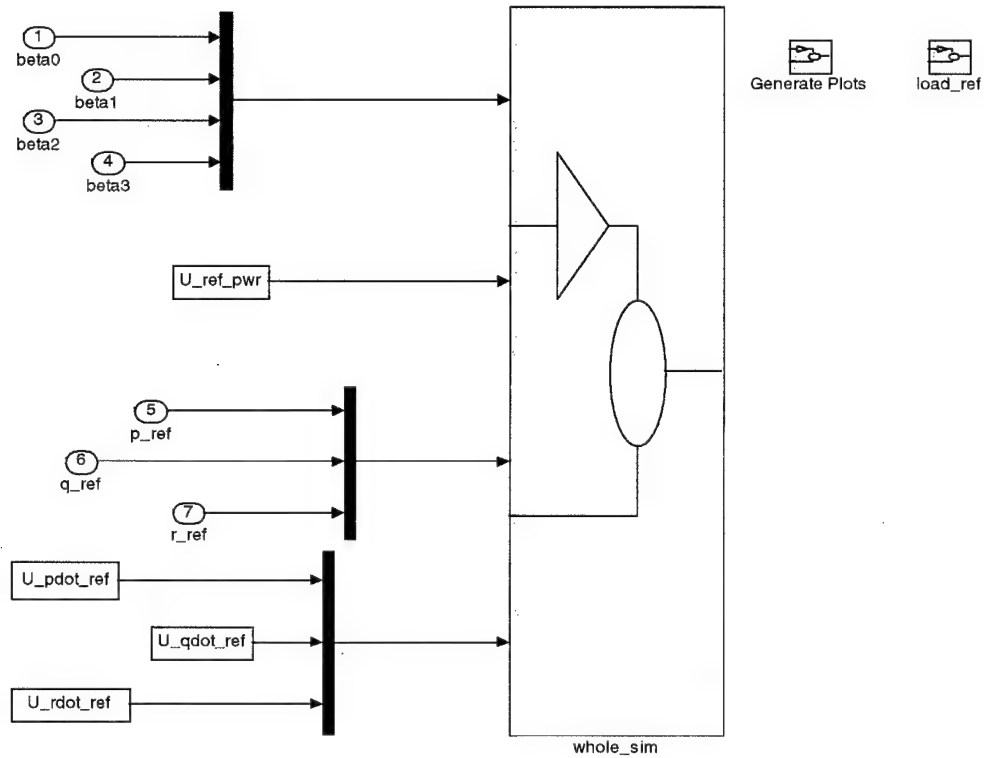 1
beta0
2
beta1
3
beta2
4
beta3
Generate Plots
load_ref
U_ref_pwr
5
p_ref
6
q_ref
7
r_ref
U_pdot_ref
U_qdot_ref
U_rdot_ref
whole_sim